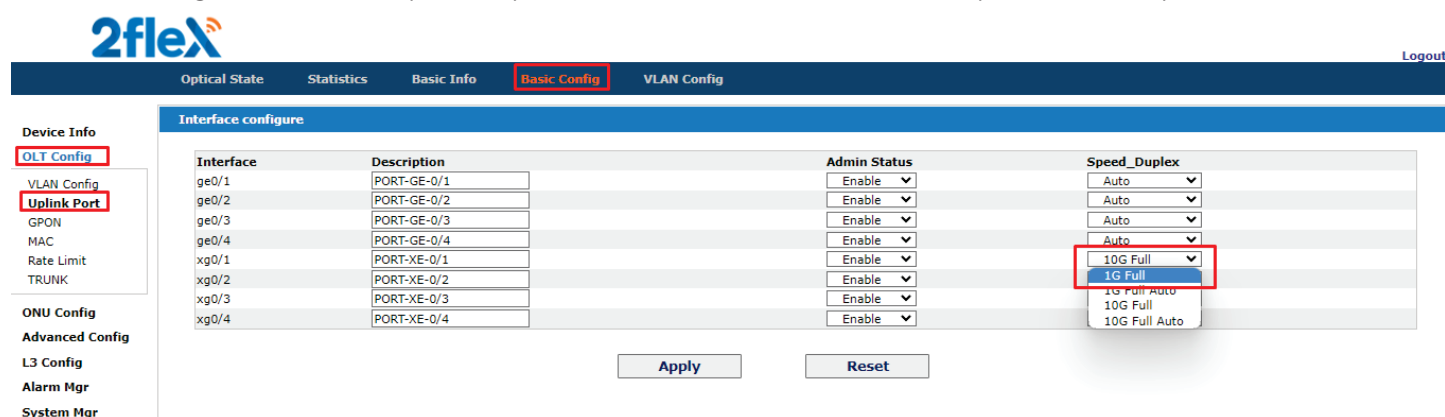 2flex
Logout
Optical State Statistics Basic Info Basic Config VLAN Config
Interface configure
Device Info
OLT Config
VLAN Config
Uplink Port
GPON
MAC
Rate Limit
TRUNK
ONU Config
Advanced Config
L3 Config
Alarm Mgr
System Mgr
Interface Description Admin Status Speed_Duplex
ge0/1 PORT-GE-0/1 Enable Auto
ge0/2 PORT-GE-0/2 Enable Auto
ge0/3 PORT-GE-0/3 Enable Auto
ge0/4 PORT-GE-0/4 Enable Auto
xg0/1 PORT-XE-0/1 Enable 10G Full
xg0/2 PORT-XE-0/2 Enable
xg0/3 PORT-XE-0/3 Enable
xg0/4 PORT-XE-0/4 Enable
1G Full
1G Full Auto
10G Full
10G Full Auto
Apply Reset